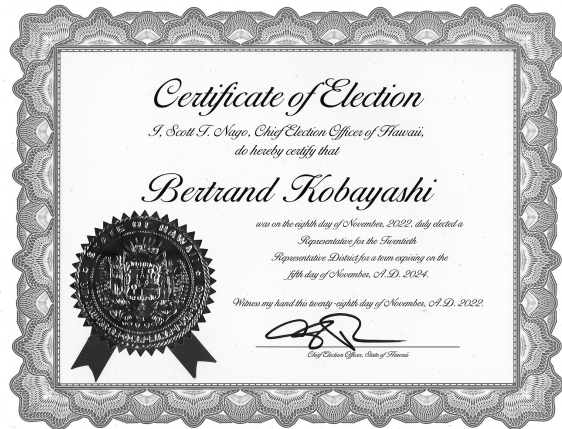 Certificate of Election
I, Scott T. Nago, Chief Election Officer of Hawaii,
do hereby certify that
Bertrand Kobayashi
was on the eighth day of November, 2022, duly elected a
Representative for the Twentieth
Representative District for a term expiring on the
fifth day of November, A.D. 2024.
Witness my hand this twenty-eighth day of November, A.D. 2022.
Chief Election Officer, State of Hawaii